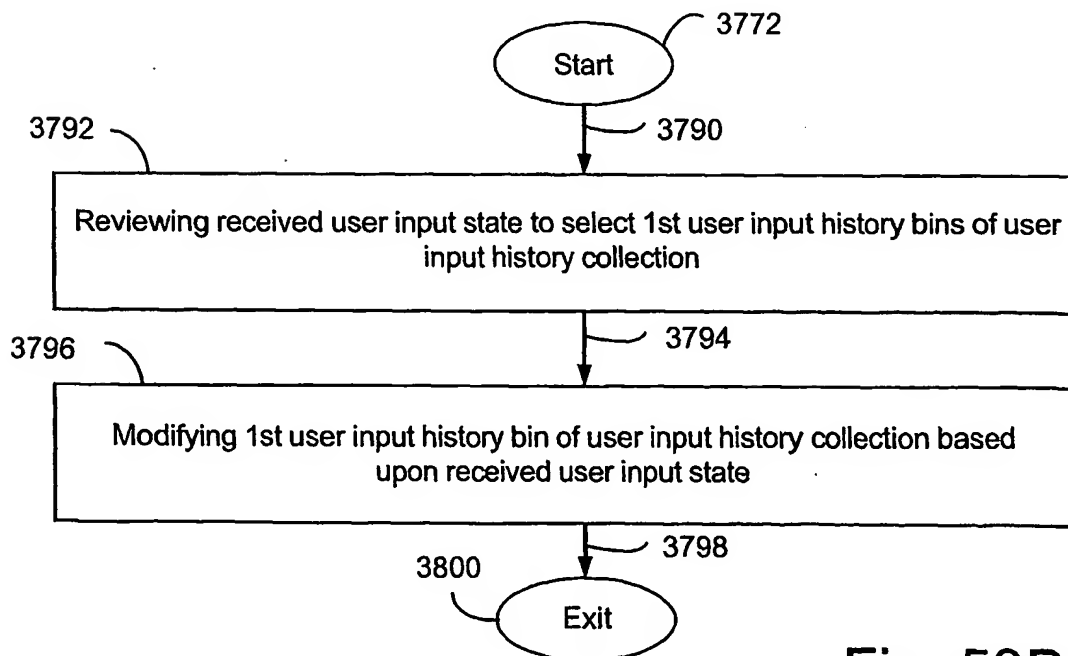 3772
Start
3790
3792
Reviewing received user input state to select 1st user input history bins of user
input history collection
3794
3796
Modifying 1st user input history bin of user input history collection based
upon received user input state
3798
3800
Exit